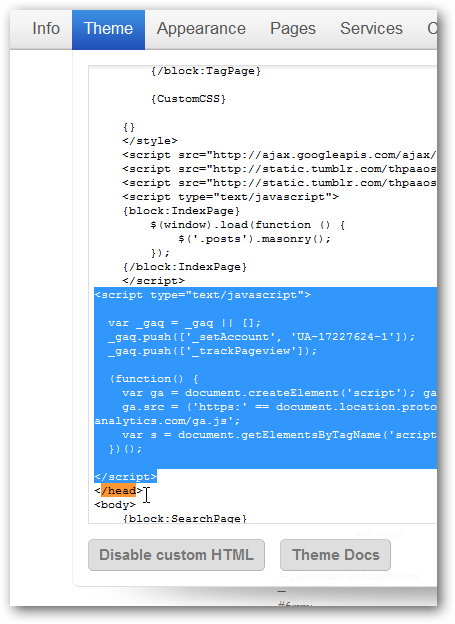 Info Theme Appearance Pages Services
{/block:TagPage}
{CustomCSS}
{}
</style>
<script src="http://ajax.googleapis.com/ajax/
<script src="http://static.tumblr.com/thpaaos
<script src="http://static.tumblr.com/thpaaos
<script type="text/javascript">
{block:IndexPage}
$(window).load(function () {
$('.posts').masonry();
});
{/block:IndexPage}
</script>
<script type="text/javascript">
var _gaq = _gaq || [];
_gaq.push(['_setAccount', 'UA-17227624-1']);
_gaq.push(['_trackPageview']);
(function() {
var ga = document.createElement('script'); ga
ga.src = ('https:' == document.location.proto
analytics.com/ga.js';
var s = document.getElementsByTagName('script
})();
</script>
</head>
<body>
{block:SearchPage}
Disable custom HTML Theme Docs